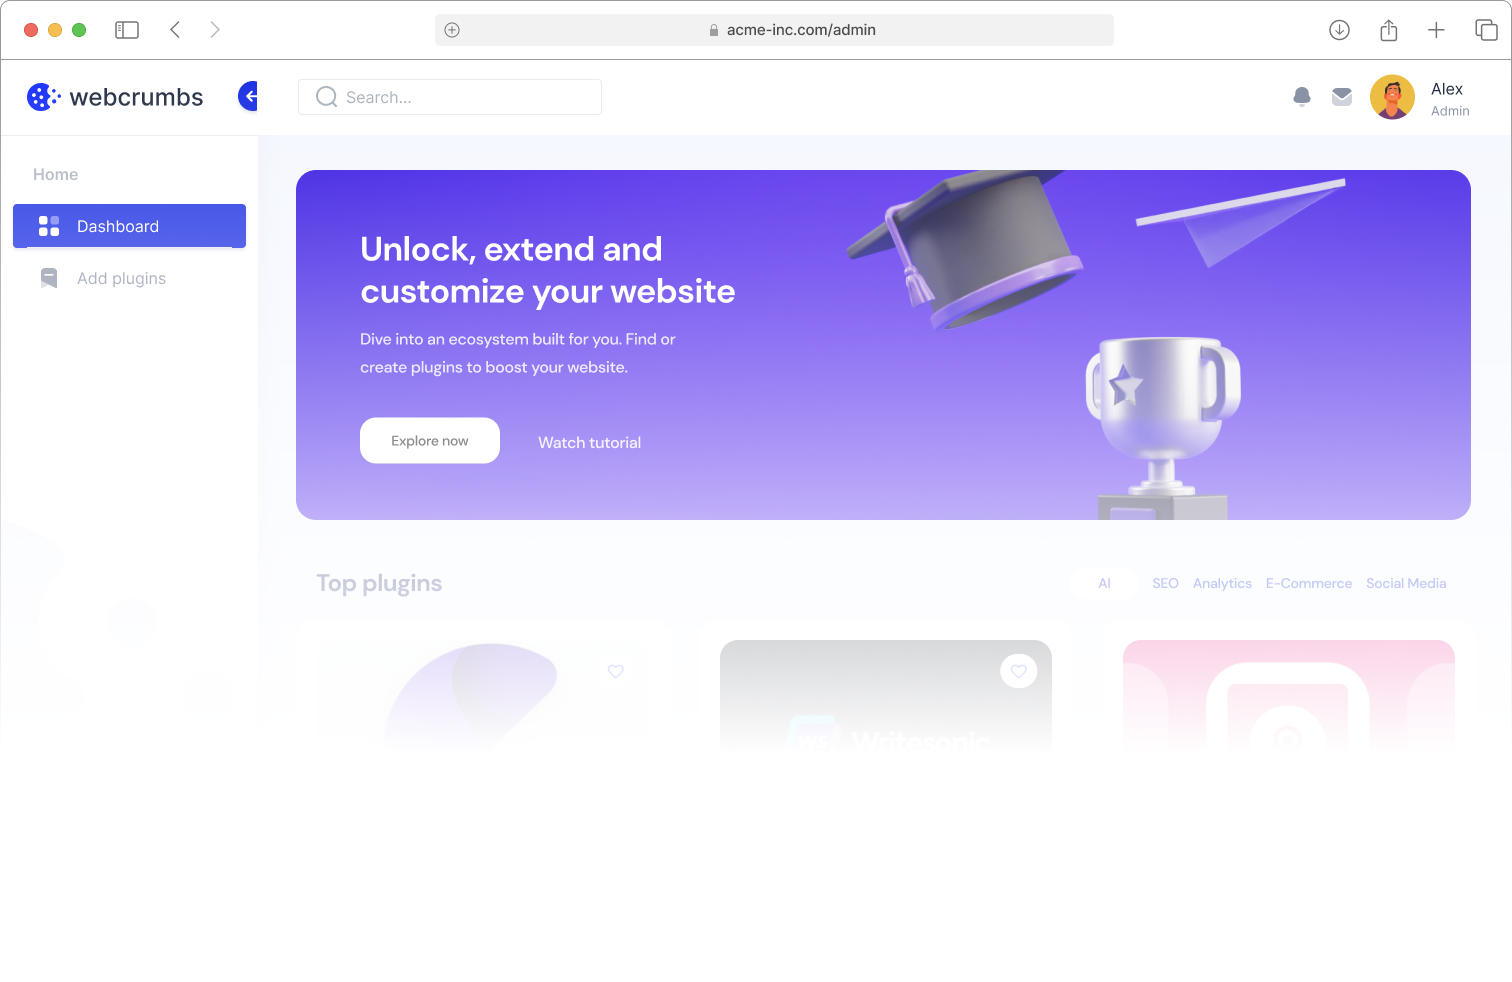 acme-inc.com/admin
webcrumbs
Search...
Alex
Admin
Home
Dashboard
Add plugins
Unlock, extend and
customize your website
Dive into an ecosystem built for you. Find or
create plugins to boost your website.
Explore now
Watch tutorial
Top plugins
AI
SEO
Analytics
E-Commerce
Social Media
WS
Writesonic